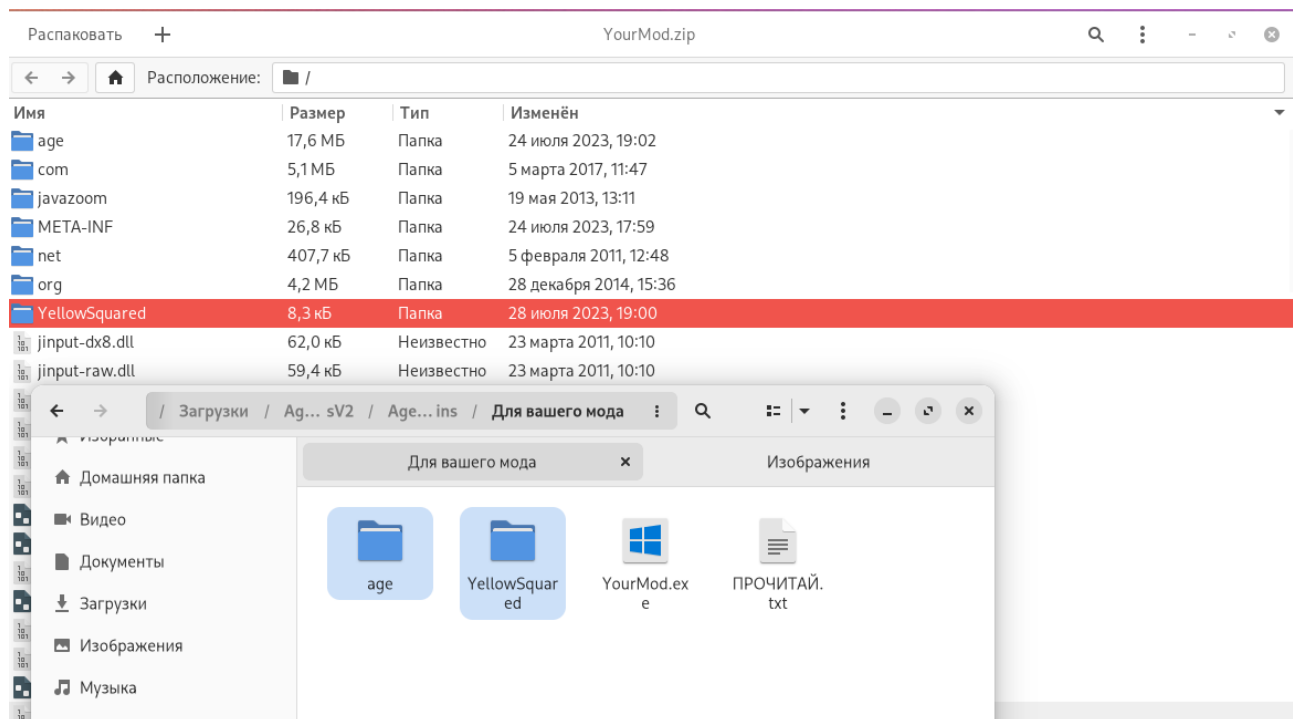 Распаковать + YourMod.zip
Расположение: /
Имя Размер Тип Изменён
age 17,6 МБ Папка 24 июля 2023, 19:02
com 5,1 МБ Папка 5 марта 2017, 11:47
javazoom 196,4 кБ Папка 19 мая 2013, 13:11
META-INF 26,8 кБ Папка 24 июля 2023, 17:59
net 407,7 кБ Папка 5 февраля 2011, 12:48
org 4,2 МБ Папка 28 декабря 2014, 15:36
YellowSquared 8,3 кБ Папка 28 июля 2023, 19:00
jinput-dx8.dll 62,0 кБ Неизвестно 23 марта 2011, 10:10
jinput-raw.dll 59,4 кБ Неизвестно 23 марта 2011, 10:10
/ Загрузки / Ag… sV2 / Age… ins / Для вашего мода
Для вашего мода Изображения
Домашняя папка
Видео
Документы
Загрузки
Изображения
Музыка
age
YellowSquar
ed
YourMod.ex
e
ПРОЧИТАЙ.
txt